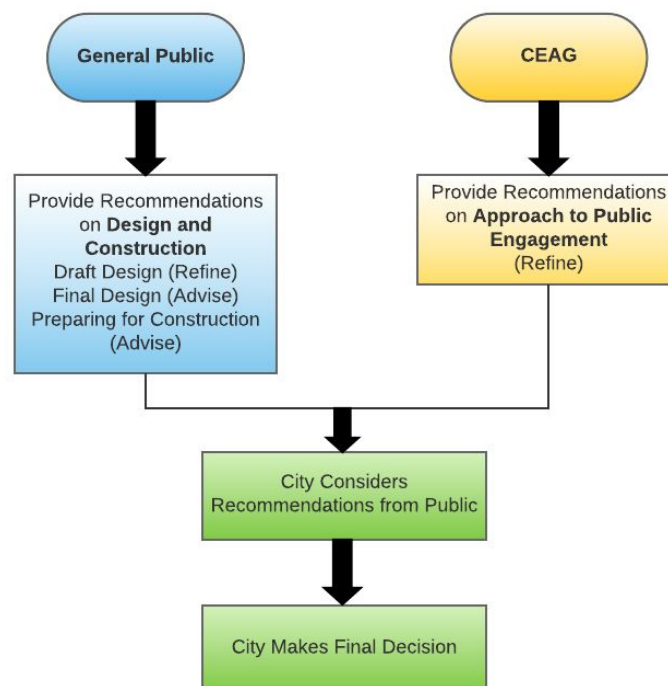 General Public
CEAG
Provide Recommendations
on Design and
Construction
Draft Design (Refine)
Final Design (Advise)
Preparing for Construction
(Advise)
Provide Recommendations
on Approach to Public
Engagement
(Refine)
City Considers
Recommendations from Public
City Makes Final Decision